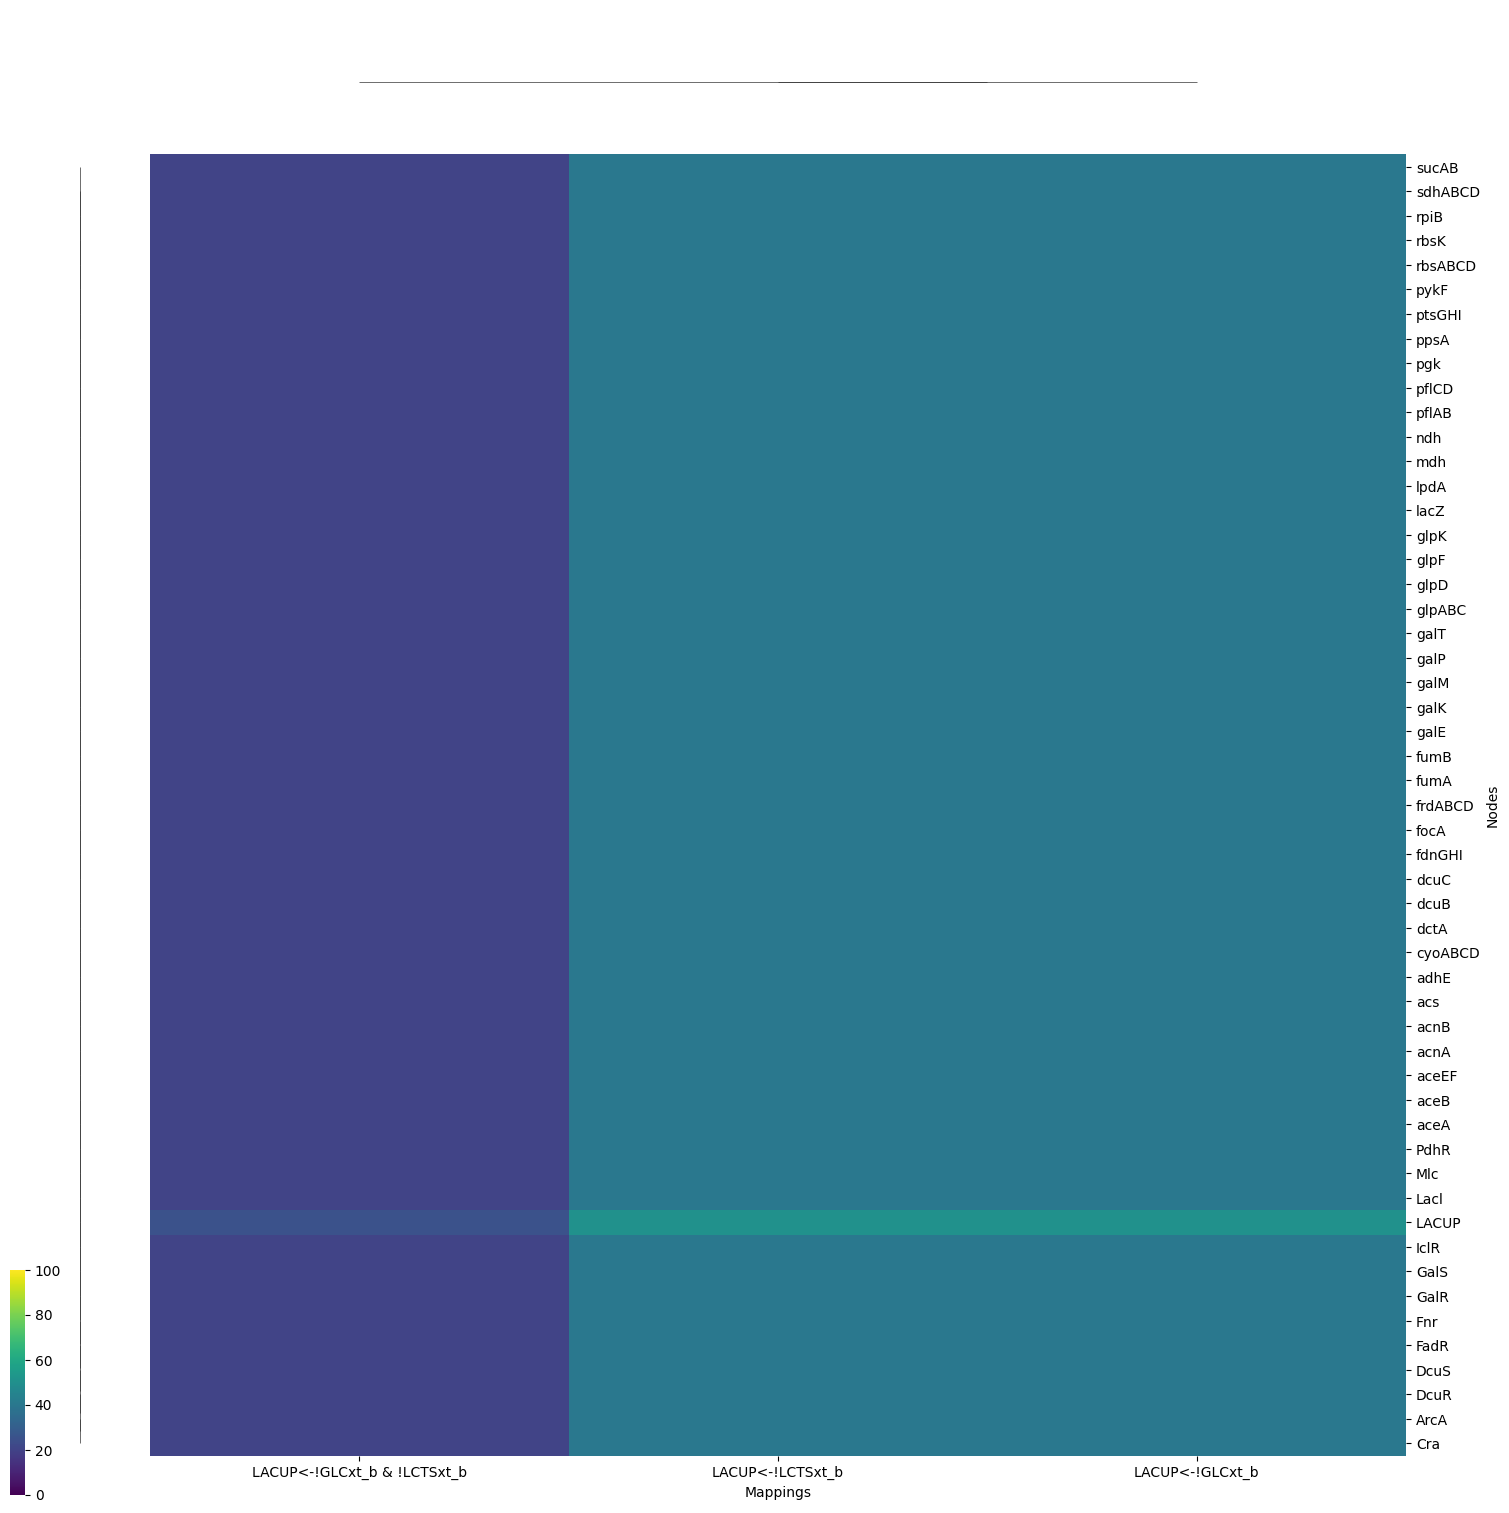 sucAB
sdhABCD
rpiB
rbsK
rbsABCD
pykF
ptsGHI
ppsA
pgk
pflCD
pflAB
ndh
mdh
lpdA
lacZ
glpK
glpF
glpD
glpABC
galT
galP
galM
galK
galE
fumB
fumA
frdABCD
focA
fdnGHI
dcuC
dcuB
dctA
cyoABCD
adhE
acs
acnB
acnA
aceEF
aceB
aceA
PdhR
Mlc
LacI
LACUP
IclR
GalS
GalR
Fnr
FadR
DcuS
DcuR
ArcA
Cra
Nodes
100
80
60
40
20
0
LACUP<-!GLCxt_b & !LCTSxt_b
LACUP<-!LCTSxt_b
LACUP<-!GLCxt_b
Mappings